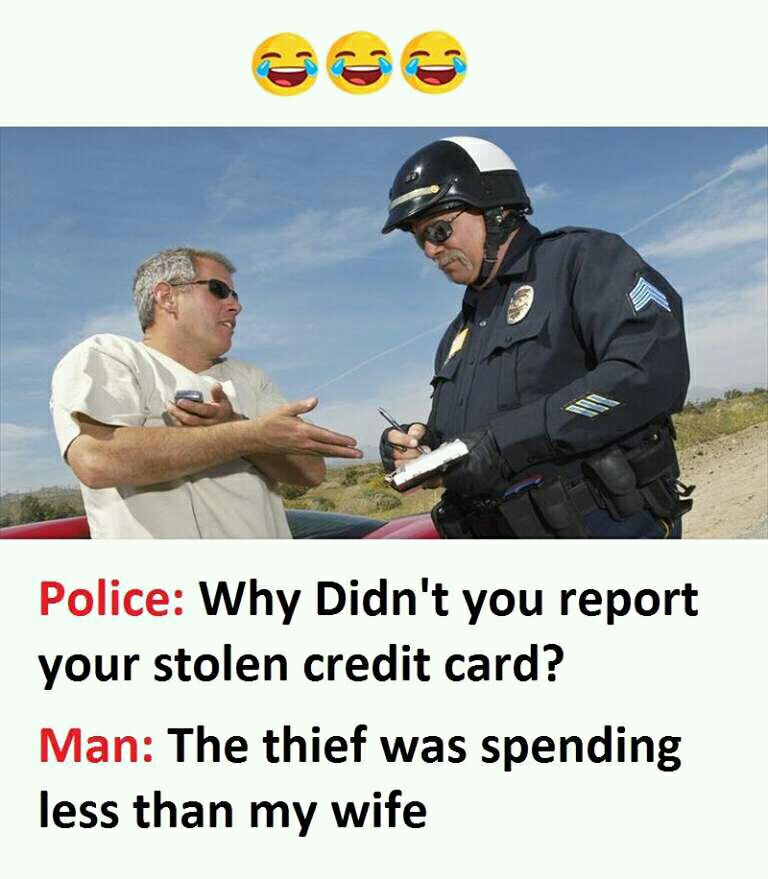 Police: Why Didn't you report
your stolen credit card?
Man: The thief was spending
less than my wife